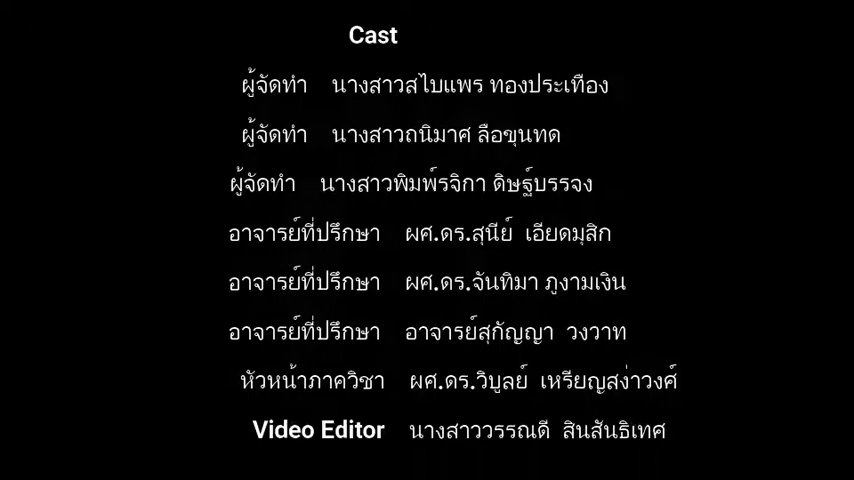 Cast
ผู้จัดทำ นางสาวสไบแพร ทองประเทือง
ผู้จัดทำ นางสาวถนิมาศ ลือขุนทด
ผู้จัดทำ นางสาวพิมพ์รจิกา ดิษฐ์บรรจง
อาจารย์ที่ปรึกษา ผศ.ดร.สุนีย์ เอียดมุสิก
อาจารย์ที่ปรึกษา ผศ.ดร.จันทิมา ภูงามเงิน
อาจารย์ที่ปรึกษา อาจารย์สุกัญญา วงวาท
หัวหน้าภาควิชา ผศ.ดร.วิบูลย์ เหรียญสง่าวงศ์
Video Editor นางสาววรรณดี สินสันธิเทศ